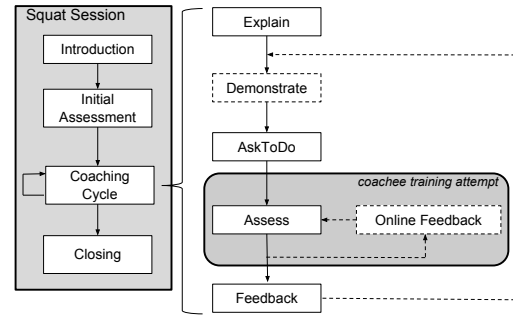 Squat Session
Introduction
Initial
Assessment
Coaching
Cycle
Closing
Explain
Demonstrate
AskToDo
coachee training attempt
Assess
Online Feedback
Feedback